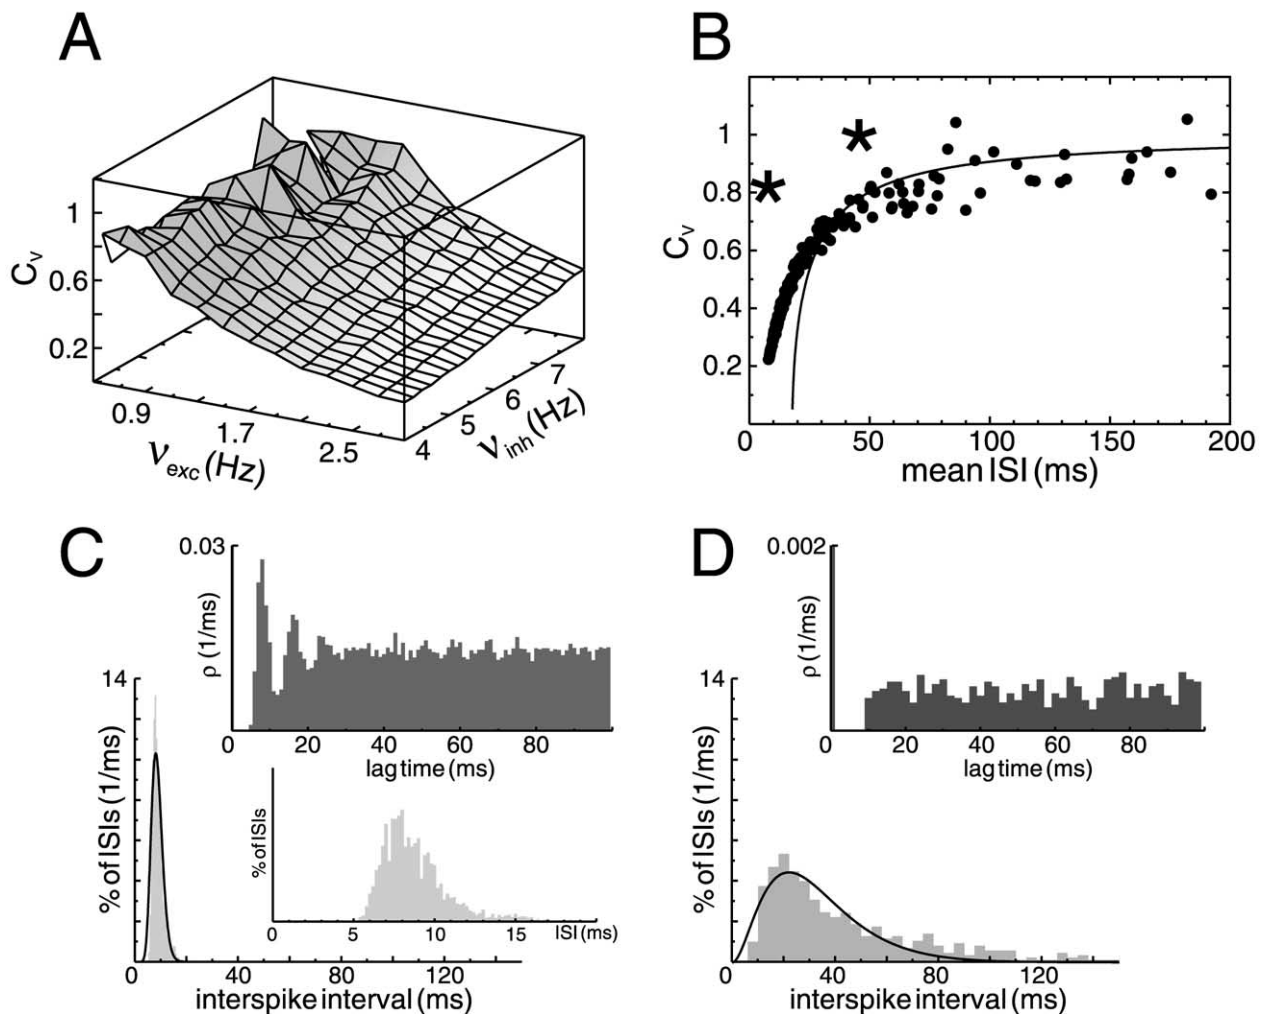 A
1
0.6
0.2
C_v
0.9
1.7
2.5
ν_exc (Hz)
4
5
6
7
ν_inh (Hz)
B
1
0.8
0.6
0.4
0.2
C_v
*
*
0
50
100
150
200
mean ISI (ms)
C
0.03
ρ (1/ms)
0
20
40
60
80
lag time (ms)
14
% of ISIs (1/ms)
% of ISIs
0
5
10
15
ISI (ms)
0
40
80
120
interspike interval (ms)
D
0.002
ρ (1/ms)
0
20
40
60
80
lag time (ms)
14
% of ISIs (1/ms)
0
40
80
120
interspike interval (ms)